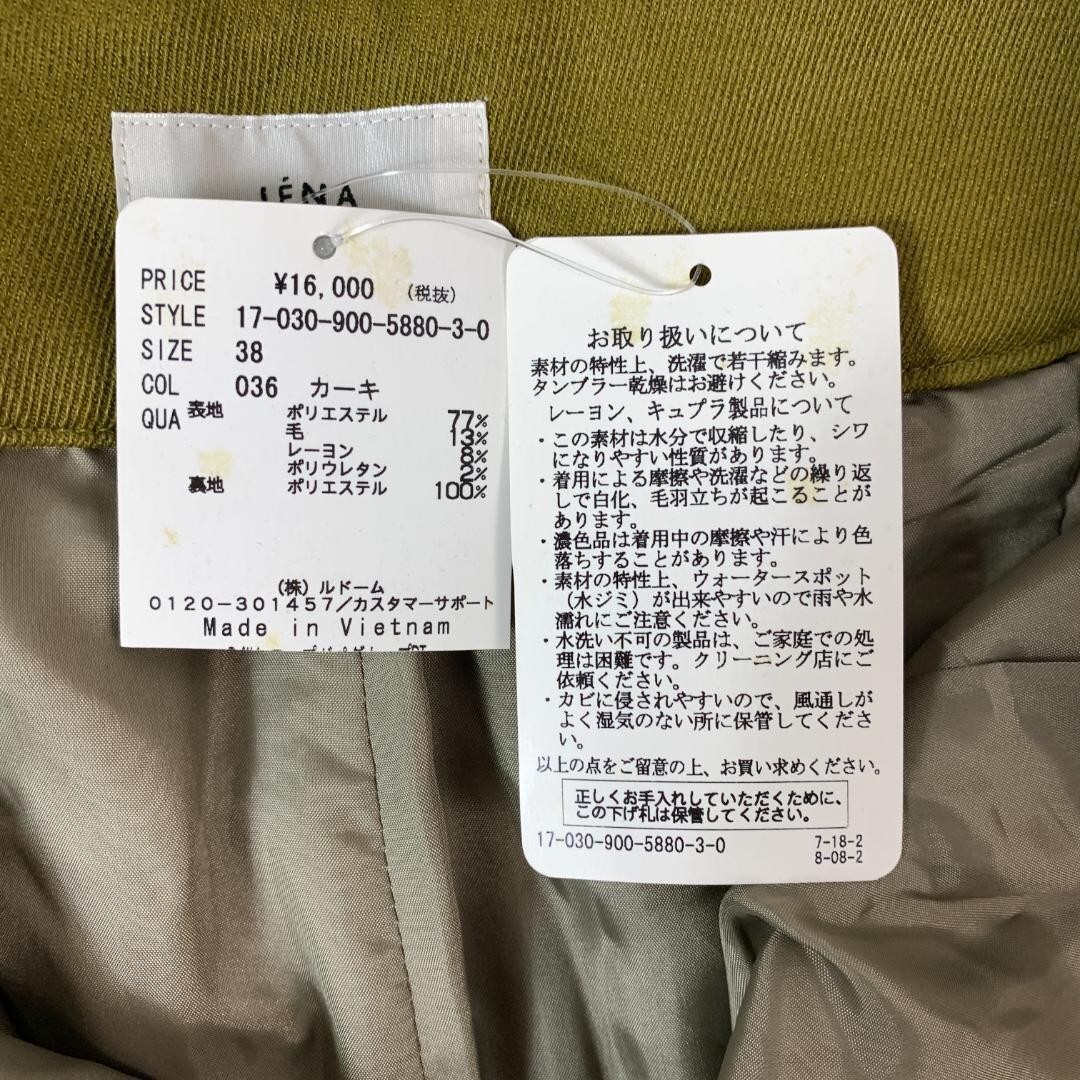 IÉNA
PRICE ¥16,000 (税抜)
STYLE 17-030-900-5880-3-0
SIZE 38
COL 036 カーキ
QUA 表地 ポリエステル 77%
毛 13%
レーヨン 8%
ポリウレタン 2%
裏地 ポリエステル 100%
(株)ルドーム
0120-301457/カスタマーサポート
Made in Vietnam
お取り扱いについて
素材の特性上、洗濯で若干縮みます。
タンブラー乾燥はお避けください。
レーヨン、キュプラ製品について
・この素材は水分で収縮したり、シワ
になりやすい性質があります。
・着用による摩擦や洗濯などの繰り返
しで白化、毛羽立ちが起こることが
あります。
・濃色品は着用中の摩擦や汗により色
落ちすることがあります。
・素材の特性上、ウォータースポット
（水ジミ）が出来やすいので雨や水
濡れにご注意ください。
・水洗い不可の製品は、ご家庭での処
理は困難です。クリーニング店にご
依頼ください。
・カビに侵されやすいので、風通しが
よく湿気のない所に保管してくださ
い。
以上の点をご留意の上、お買い求めください。
正しくお手入れしていただくために、
この下げ札は保管してください。
17-030-900-5880-3-0 7-18-2
8-08-2